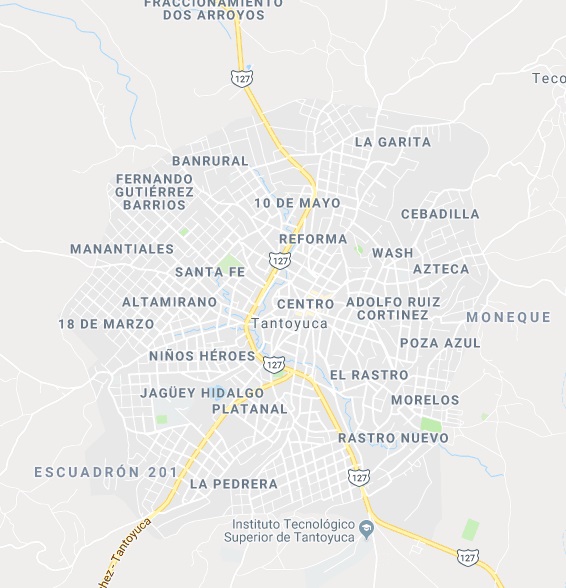 FRACCIONAMIENTO
DOS ARROYOS
127
Teco
LA GARITA
BANRURAL
FERNANDO
GUTIÉRREZ
BARRIOS
10 DE MAYO
CEBADILLA
REFORMA
MANANTIALES
WASH
127
SANTA FE
AZTECA
ALTAMIRANO
CENTRO
ADOLFO RUIZ
CORTINEZ
18 DE MARZO
Tantoyuca
MONEQUE
POZA AZUL
NIÑOS HÉROES
127
EL RASTRO
JAGÜEY HIDALGO
MORELOS
PLATANAL
RASTRO NUEVO
ESCUADRÓN 201
LA PEDRERA
127
Instituto Tecnológico
Superior de Tantoyuca
chez - Tantoyuca
127